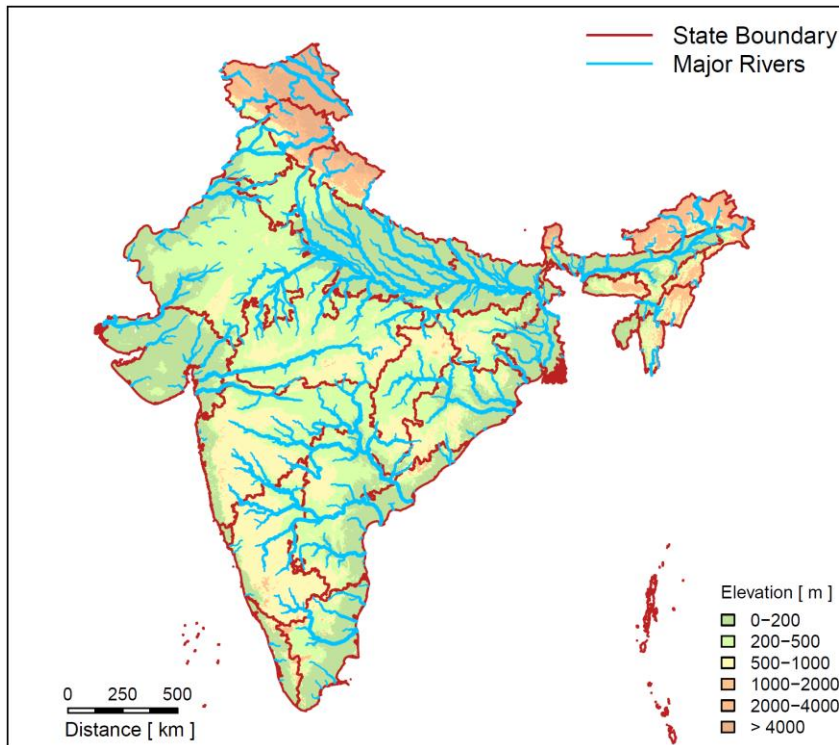 State Boundary
Major Rivers
Elevation [ m ]
0−200
200−500
500−1000
1000−2000
2000−4000
> 4000
0 250 500
Distance [ km ]